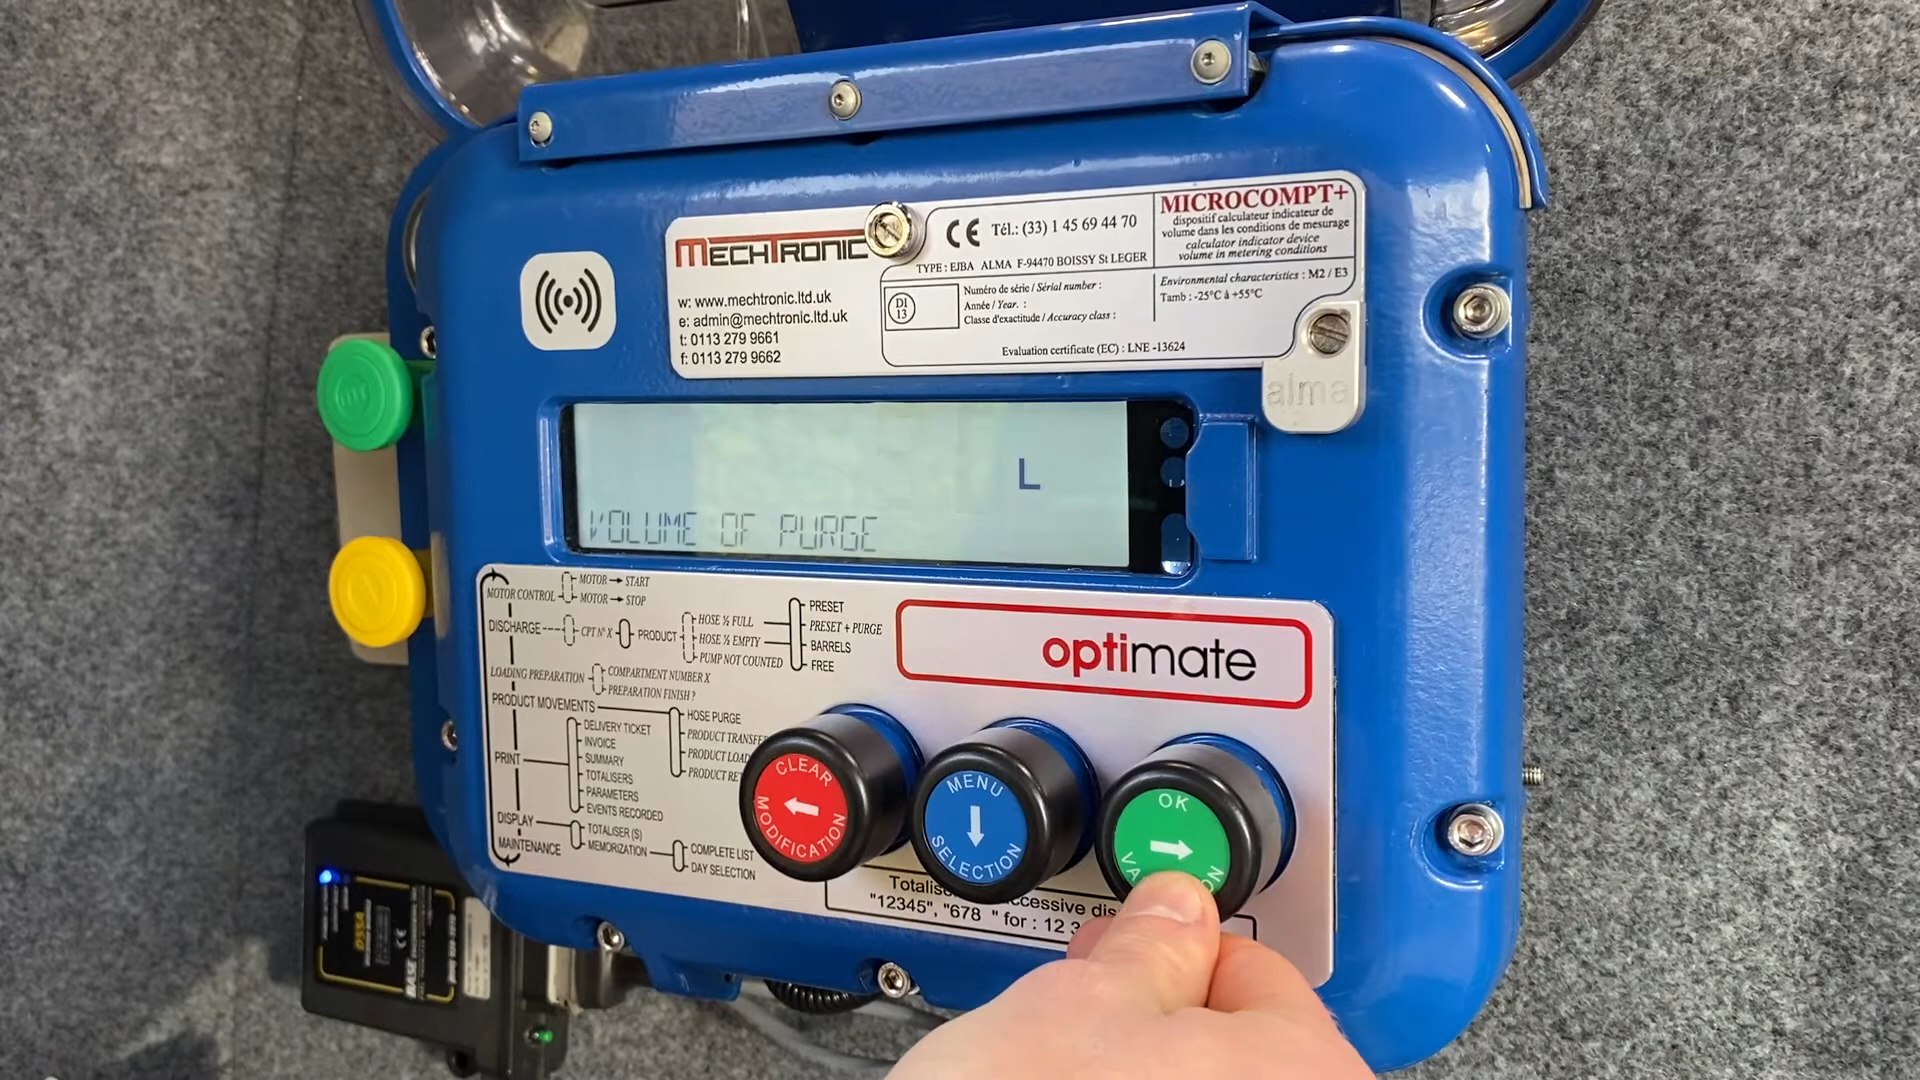 MECHTRONIC
w: www.mechtronic.ltd.uk
e: admin@mechtronic.ltd.uk
t: 0113 279 9661
f: 0113 279 9662
CE
Tél.: (33) 1 45 69 44 70
TYPE : EJBA ALMA F-94470 BOISSY St LEGER
MICROCOMPT+
dispositif calculateur indicateur de
volume dans les conditions de mesurage
calculator indicator device
volume in metering conditions
D1
13
Numéro de série / Serial number :
Année / Year. :
Classe d'exactitude / Accuracy class :
Environmental characteristics : M2 / E3
Tamb : -25°C à +55°C
Evaluation certificate (EC) : LNE -13624
alma
L
VOLUME OF PURGE
MOTOR CONTROL
MOTOR → START
MOTOR → STOP
DISCHARGE
CPT N° X
PRODUCT
HOSE ½ FULL
HOSE ½ EMPTY
PUMP NOT COUNTED
PRESET
PRESET + PURGE
BARRELS
FREE
LOADING PREPARATION
COMPARTMENT NUMBER X
PREPARATION FINISH ?
PRODUCT MOVEMENTS
HOSE PURGE
PRODUCT
PRODUCT
PRODUCT
PRINT
DELIVERY TICKET
INVOICE
SUMMARY
TOTALISERS
PARAMETERS
EVENTS RECORDED
DISPLAY
TOTALISER (S)
MEMORIZATION
COMPLETE LIST
DAY SELECTION
MAINTENANCE
optimate
CLEAR
MODIFICATION
MENU
SELECTION
OK
"12345", "678 " for : 12